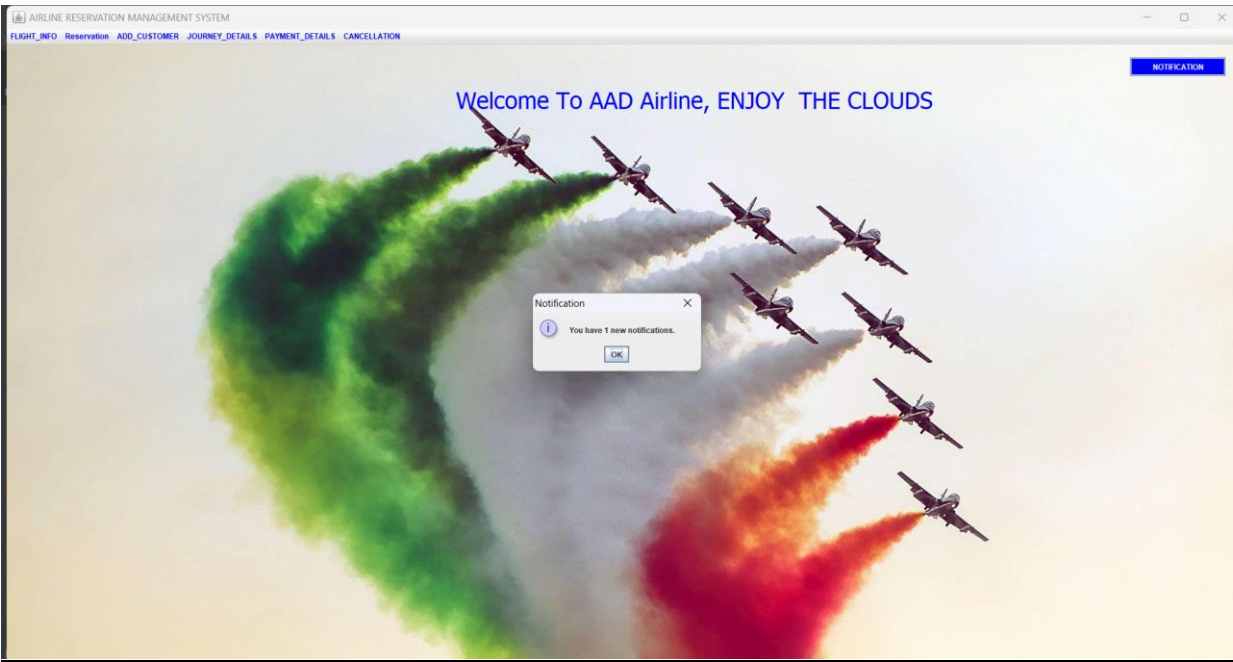 AIRLINE RESERVATION MANAGEMENT SYSTEM
FLIGHT_INFO Reservation ADD_CUSTOMER JOURNEY_DETAILS PAYMENT_DETAILS CANCELLATION
NOTIFICATION
Welcome To AAD Airline, ENJOY THE CLOUDS
Notification
You have 1 new notifications.
OK